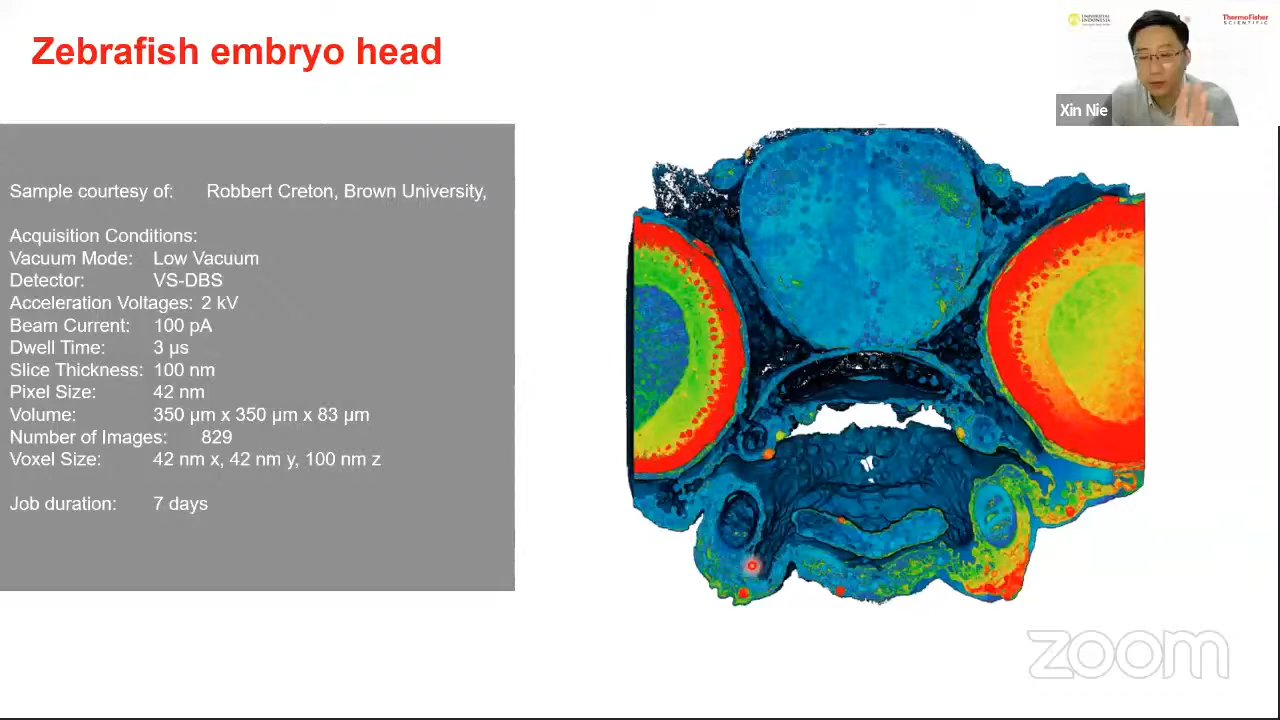 Zebrafish embryo head
UNIVERSITAS
INDONESIA
ThermoFisher
SCIENTIFIC
Xin Nie
Sample courtesy of: Robbert Creton, Brown University,
Acquisition Conditions:
Vacuum Mode: Low Vacuum
Detector: VS-DBS
Acceleration Voltages: 2 kV
Beam Current: 100 pA
Dwell Time: 3 µs
Slice Thickness: 100 nm
Pixel Size: 42 nm
Volume: 350 µm x 350 µm x 83 µm
Number of Images: 829
Voxel Size: 42 nm x, 42 nm y, 100 nm z
Job duration: 7 days
zoom